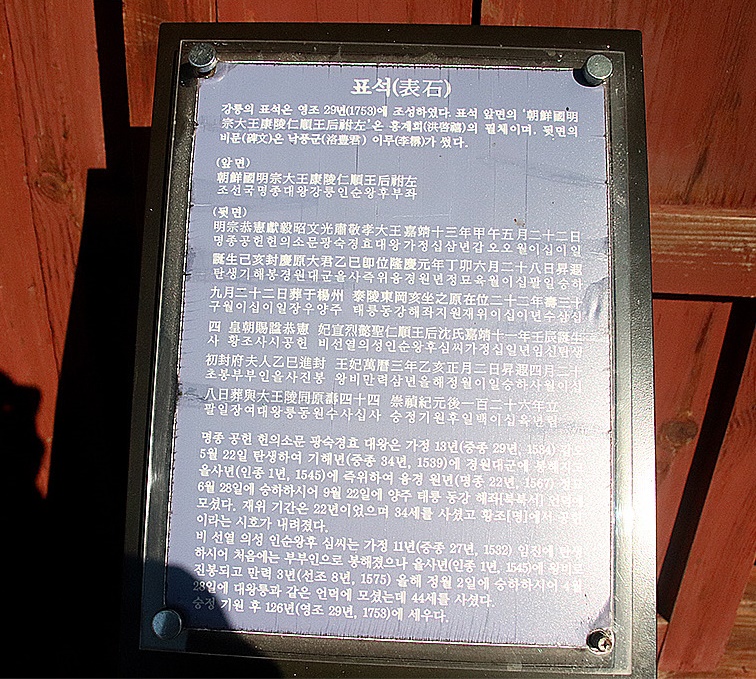 표석(表石)
강릉의 표석은 영조 29년(1753)에 조성하였다. 표석 앞면의 '朝鮮國明
宗大王康陵仁順王后祔左'은 홍계희(洪啓禧)의 필체이며, 뒷면의
비문(碑文)은 낙풍군(洛豊君) 이무(李楙)가 썼다.
(앞면)
朝鮮國明宗大王康陵仁順王后祔左
조선국명종대왕강릉인순왕후부좌
(뒷면)
明宗恭憲獻毅昭文光肅敬孝大王嘉靖十三年甲午五月二十二日
명종공헌헌의소문광숙경효대왕가정십삼년갑오오월이십이일
誕生己亥封慶原大君乙巳卽位隆慶元年丁卯六月二十八日昇遐
탄생기해봉경원대군을사즉위융경원년정묘육월이십팔일승하
九月二十二日葬于楊州 泰陵東岡亥坐之原在位二十二年壽三十
구월이십이일장우양주 태릉동강해좌지원재위이십이년수삼십
四 皇朝賜諡恭憲 妃宣烈懿聖仁順王后沈氏嘉靖十一年壬辰誕生
사 황조사시공헌 비선열의성인순왕후심씨가정십일년임신탄생
初封府夫人乙巳進封 王妃萬曆三年乙亥正月二日昇遐四月二十
초봉부부인을사진봉 왕비만력삼년을해정월이일승하사월이십
八日葬與大王陵同原壽四十四 崇禎紀元後一百二十六年立
팔일장여대왕릉동원수사십사 숭정기원후일백이십육년립
명종 공헌 헌의소문 광숙경효 대왕은 가정 13년(중종 29년, 1534) 갑오
5월 22일 탄생하여 기해년(중종 34년, 1539)에 경원대군에 봉해지고
을사년(인종 1년, 1545)에 즉위하여 융경 원년(명종 22년, 1567) 정묘
6월 28일에 승하하시어 9월 22일에 양주 태릉 동강 해좌[북북서] 언덕에
모셨다. 재위 기간은 22년이었으며 34세를 사셨고 황조[명]에서 공헌
이라는 시호가 내려졌다.
비 선열 의성 인순왕후 심씨는 가정 11년(중종 27년, 1532) 임진에 탄생
하시어 처음에는 부부인으로 봉해졌으나 을사년(인종 1년, 1545)에 왕비로
진봉되고 만력 3년(선조 8년, 1575) 을해 정월 2일에 승하하시어 4월
28일에 대왕릉과 같은 언덕에 모셨는데 44세를 사셨다.
숭정 기원 후 126년(영조 29년, 1753)에 세우다.